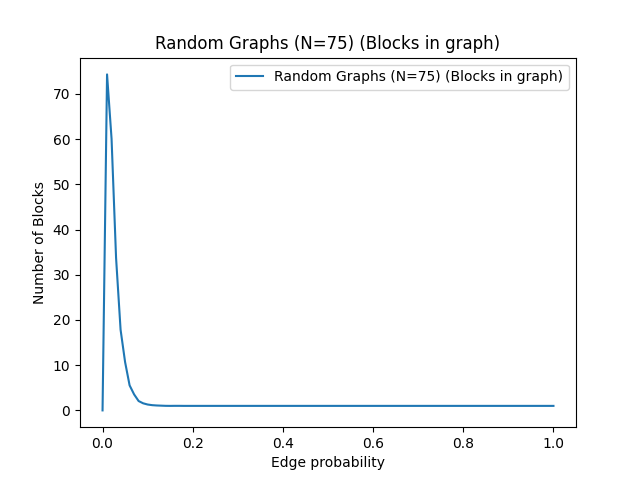 Random Graphs (N=75) (Blocks in graph)
Random Graphs (N=75) (Blocks in graph)
Number of Blocks
70
60
50
40
30
20
10
0
0.0 0.2 0.4 0.6 0.8 1.0
Edge probability